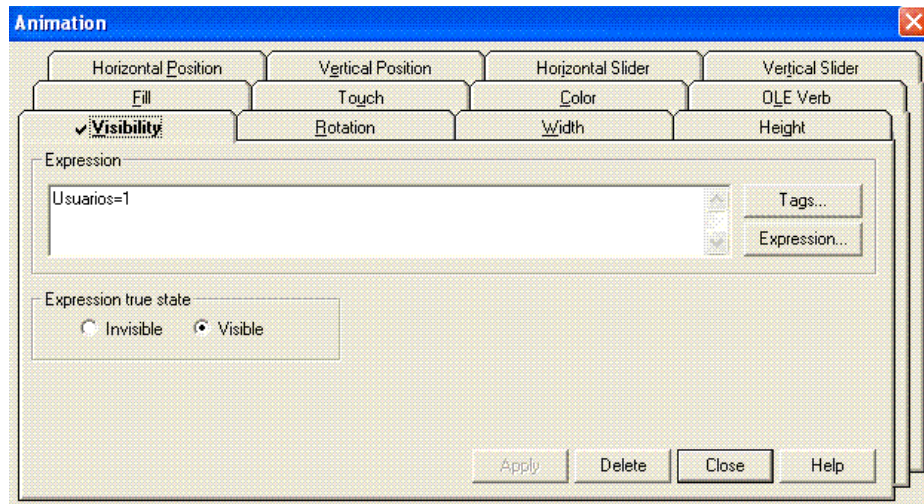 Animation
Horizontal Position Vertical Position Horizontal Slider Vertical Slider
Fill Touch Color OLE Verb
Visibility Rotation Width Height
Expression
Usuarios=1
Tags...
Expression...
Expression true state
Invisible Visible
Apply Delete Close Help